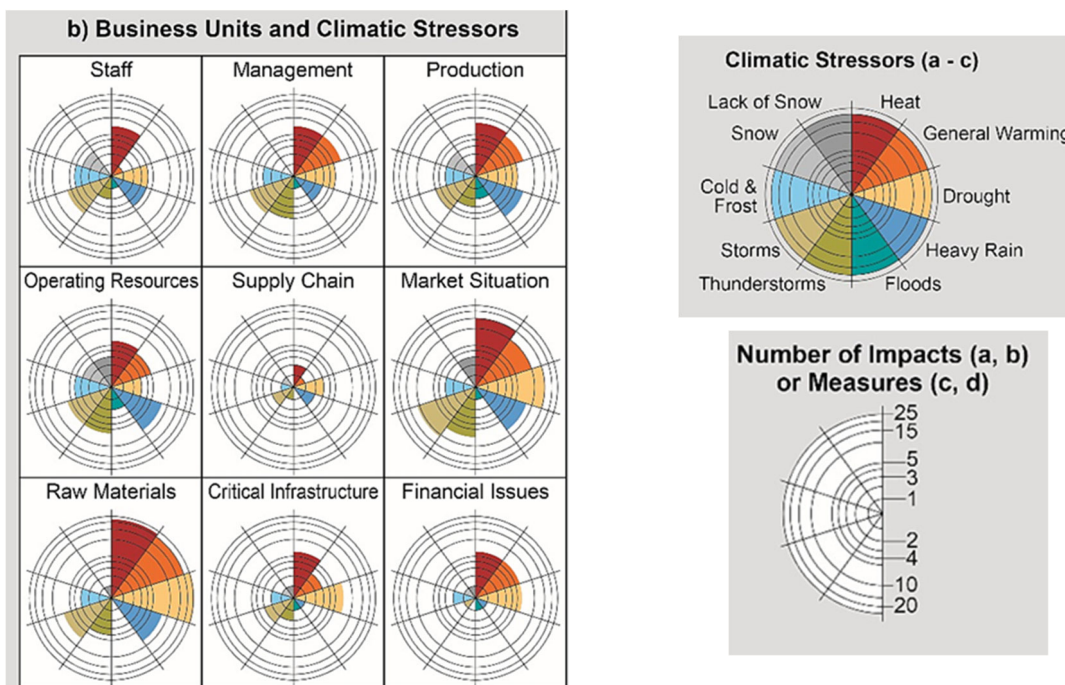 b) Business Units and Climatic Stressors
Staff
Management
Production
Operating Resources
Supply Chain
Market Situation
Raw Materials
Critical Infrastructure
Financial Issues
Climatic Stressors (a - c)
Lack of Snow
Heat
Snow
General Warming
Cold &
Frost
Drought
Storms
Heavy Rain
Thunderstorms
Floods
Number of Impacts (a, b)
or Measures (c, d)
25
15
5
3
1
2
4
10
20